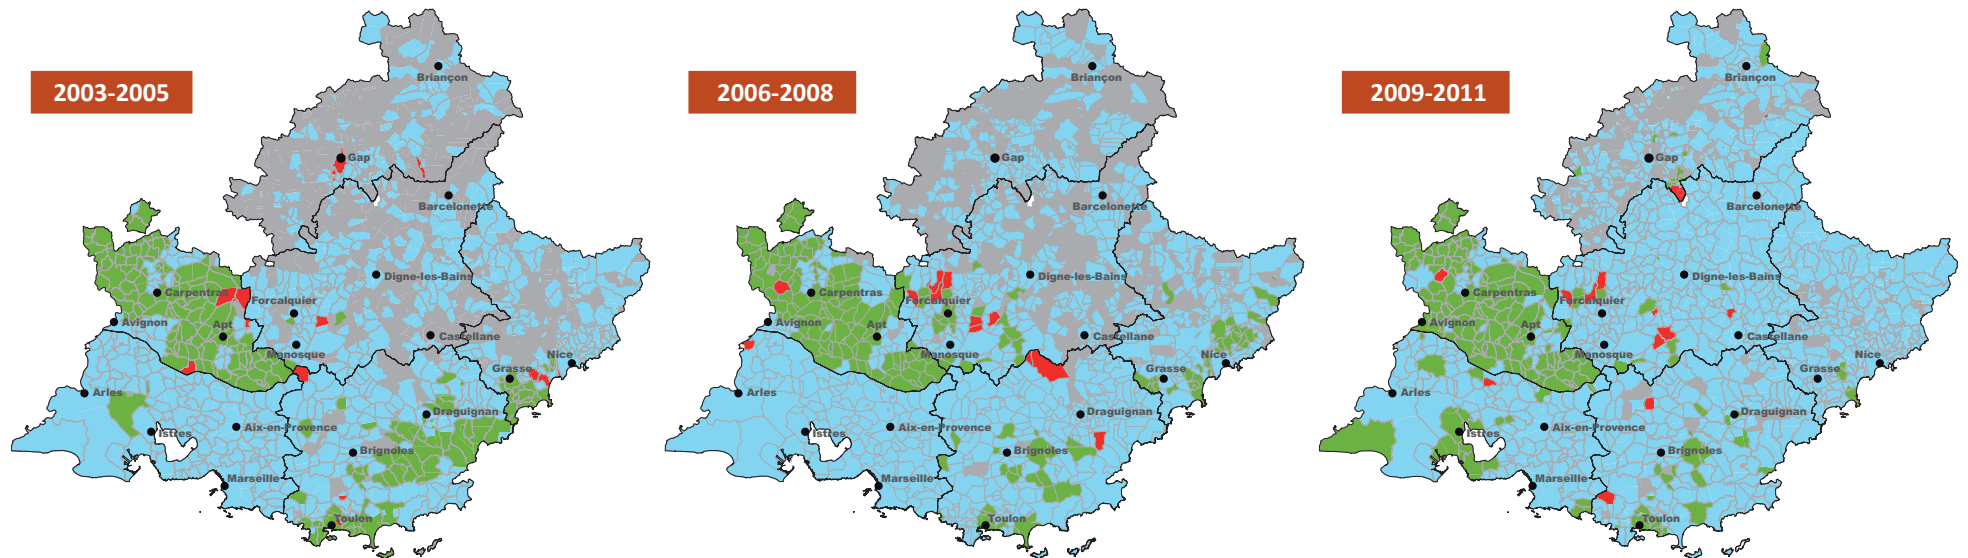 2003-2005
Briançon
Gap
Barcelonette
Digne-les-Bains
Carpentras
Forcalquier
Avignon
Apt
Castellane
Manosque
Nice
Grasse
Arles
Draguignan
Istres
Aix-en-Provence
Brignoles
Marseille
Toulon
2006-2008
Briançon
Gap
Barcelonette
Digne-les-Bains
Carpentras
Forcalquier
Avignon
Apt
Castellane
Manosque
Nice
Grasse
Arles
Draguignan
Istres
Aix-en-Provence
Brignoles
Marseille
Toulon
2009-2011
Briançon
Gap
Barcelonette
Digne-les-Bains
Carpentras
Forcalquier
Avignon
Apt
Castellane
Manosque
Nice
Grasse
Arles
Draguignan
Istres
Aix-en-Provence
Brignoles
Marseille
Toulon